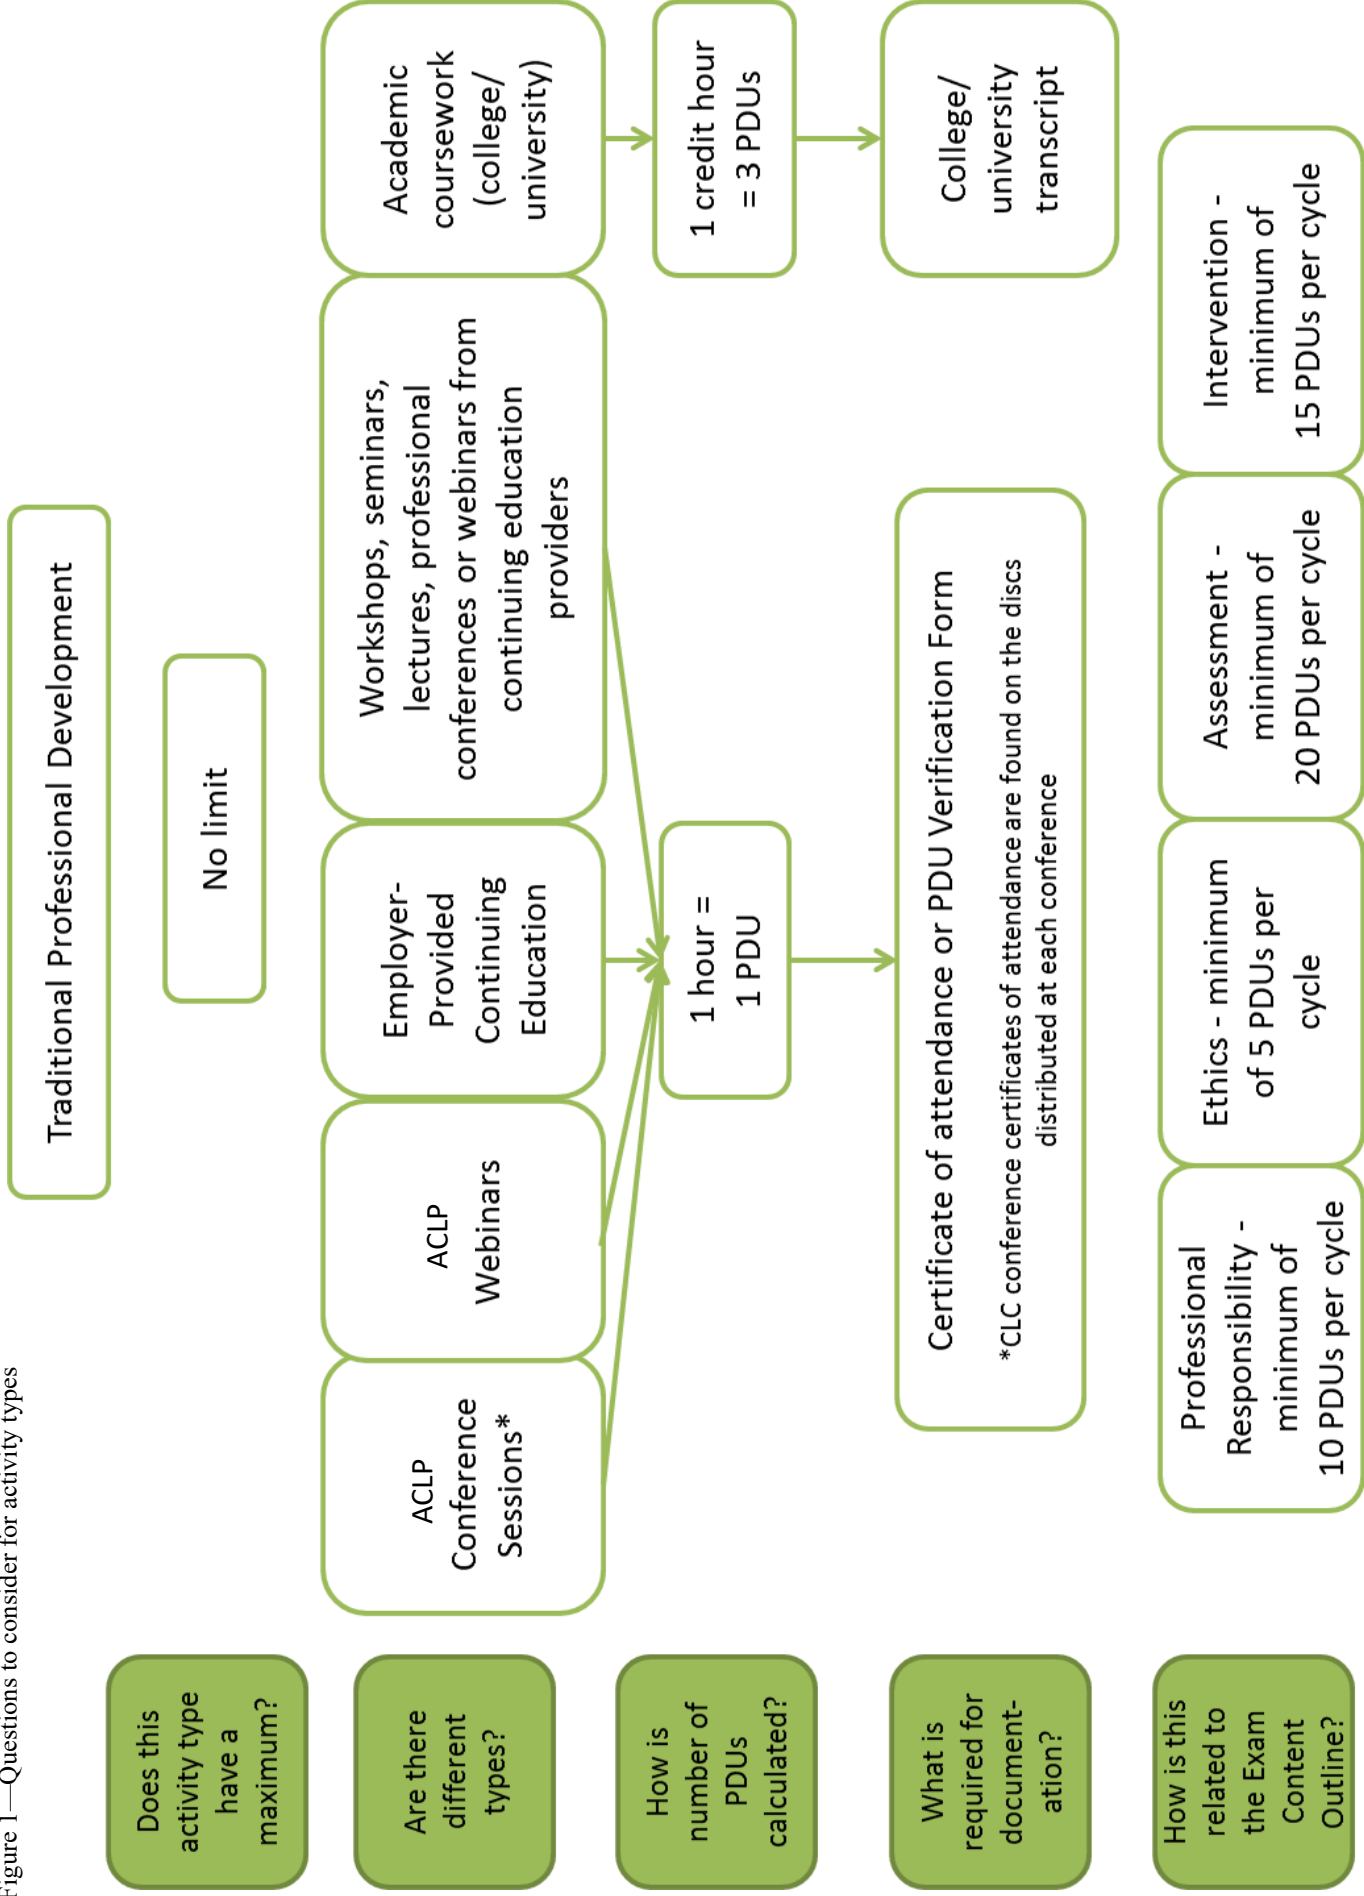 Figure 1—Questions to consider for activity types
Traditional Professional Development
Does this
activity type
have a
maximum?
No limit
Are there
different
types?
ACLP
Conference
Sessions*
ACLP
Webinars
Employer-
Provided
Continuing
Education
Workshops, seminars,
lectures, professional
conferences or webinars from
continuing education
providers
Academic
coursework
(college/
university)
How is
number of
PDUs
calculated?
1 hour =
1 PDU
1 credit hour
= 3 PDUs
What is
required for
document-
ation?
Certificate of attendance or PDU Verification Form
*CLC conference certificates of attendance are found on the discs
distributed at each conference
College/
university
transcript
How is this
related to
the Exam
Content
Outline?
Professional
Responsibility -
minimum of
10 PDUs per cycle
Ethics - minimum
of 5 PDUs per
cycle
Assessment -
minimum of
20 PDUs per cycle
Intervention -
minimum of
15 PDUs per cycle